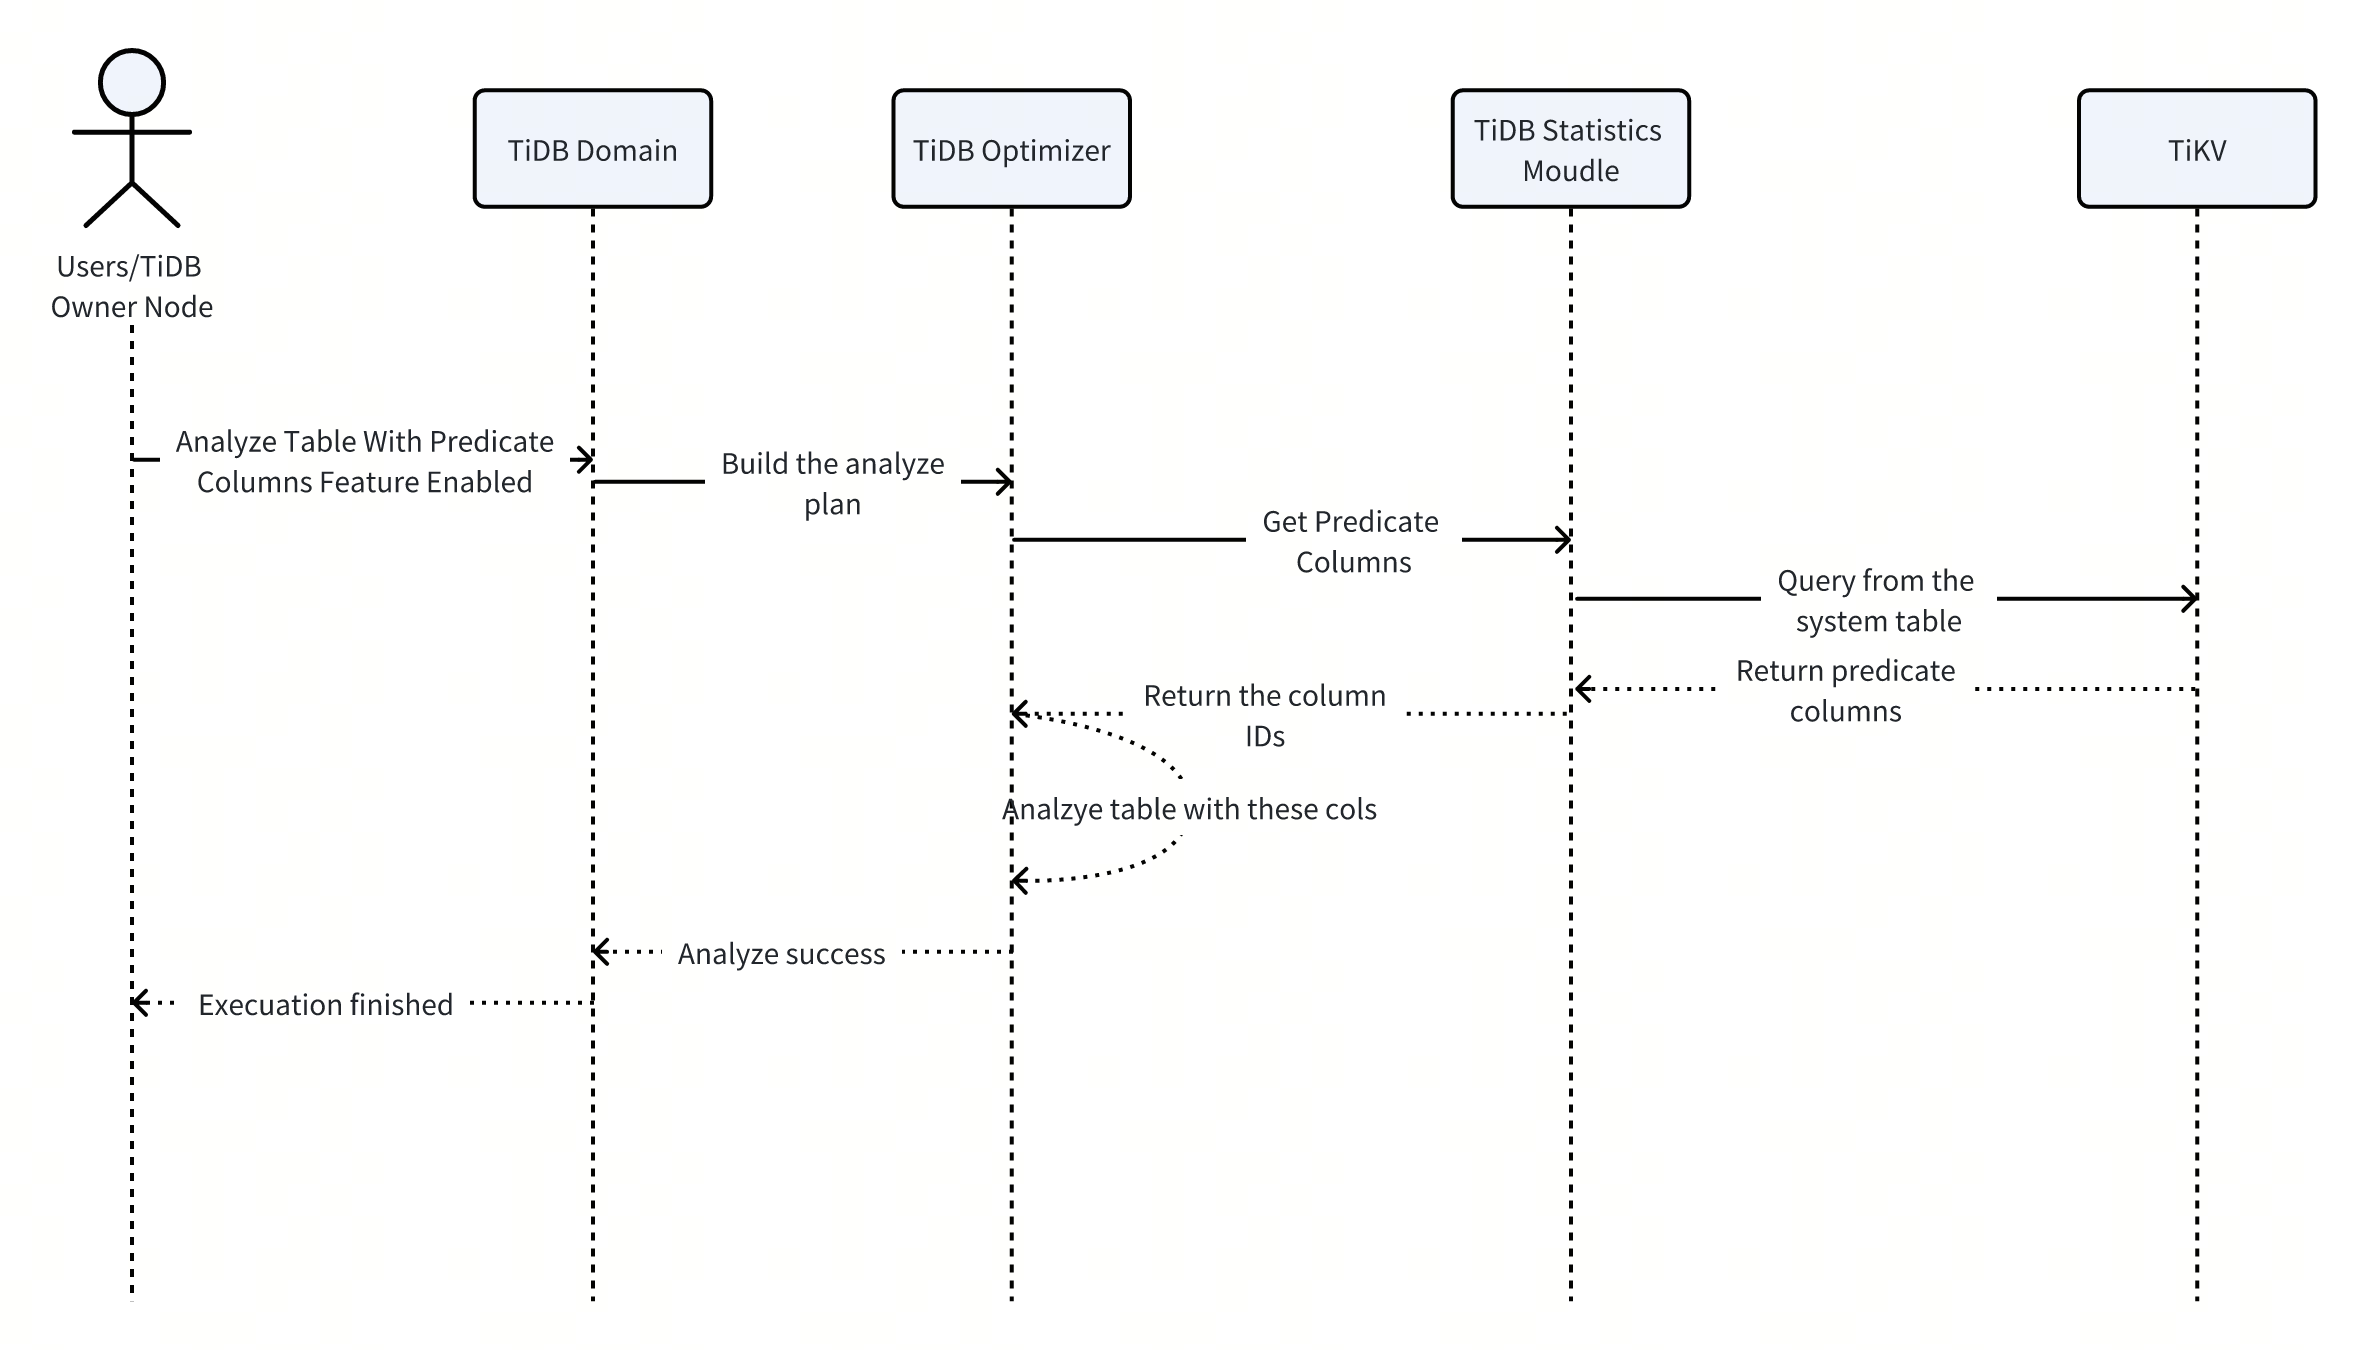 TiDB Domain
TiDB Optimizer
TiDB Statistics
Moudle
TiKV
Users/TiDB
Owner Node
Analyze Table With Predicate
Columns Feature Enabled
Build the analyze
plan
Get Predicate
Columns
Query from the
system table
Return predicate
columns
Return the column
IDs
Analzye table with these cols
Analyze success
Execuation finished